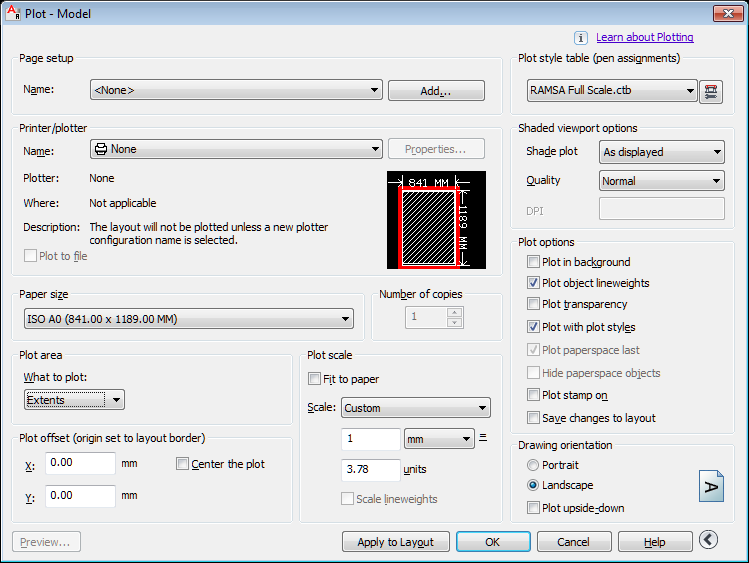 Plot - Model
Learn about Plotting
Page setup
Name:
<None>
Add...
Printer/plotter
Name:
None
Properties...
Plotter:
None
Where:
Not applicable
Description:
The layout will not be plotted unless a new plotter
configuration name is selected.
Plot to file
841 MM
1189 MM
Paper size
ISO A0 (841.00 x 1189.00 MM)
Number of copies
1
Plot area
What to plot:
Extents
Plot offset (origin set to layout border)
X:
0.00
mm
Center the plot
Y:
0.00
mm
Plot scale
Fit to paper
Scale:
Custom
1
mm
=
3.78
units
Scale lineweights
Plot style table (pen assignments)
RAMSA Full Scale.ctb
Shaded viewport options
Shade plot
As displayed
Quality
Normal
DPI
Plot options
Plot in background
Plot object lineweights
Plot transparency
Plot with plot styles
Plot paperspace last
Hide paperspace objects
Plot stamp on
Save changes to layout
Drawing orientation
Portrait
Landscape
Plot upside-down
A
Preview...
Apply to Layout
OK
Cancel
Help